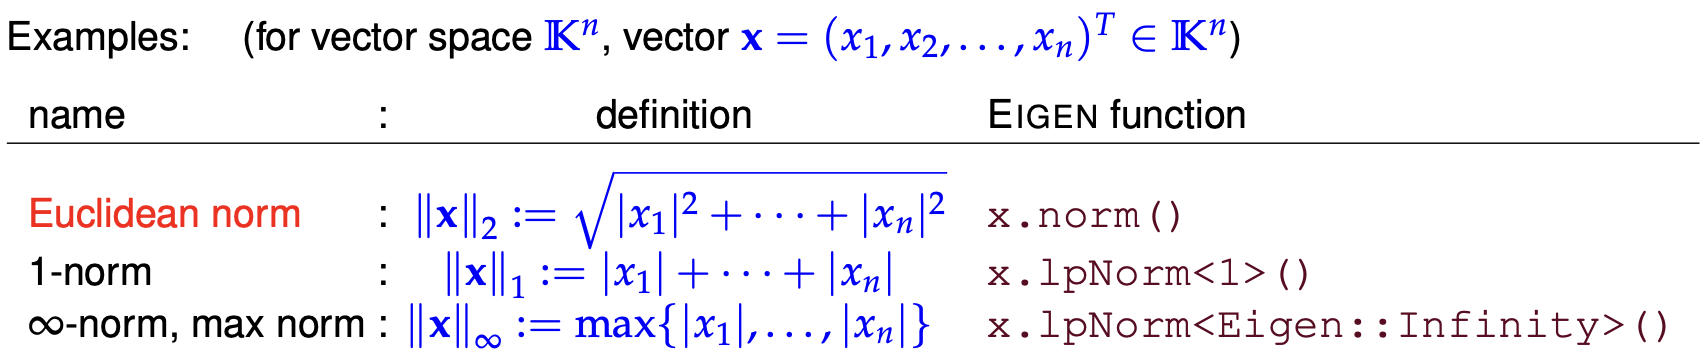 Examples: (for vector space 𝕂ⁿ, vector 𝐱 = (x₁, x₂, . . . , xₙ)ᵀ ∈ 𝕂ⁿ)
name : definition EIGEN function
Euclidean norm : ‖𝐱‖₂ := √(|x₁|² + · · · + |xₙ|²) x.norm()
1-norm : ‖𝐱‖₁ := |x₁| + · · · + |xₙ| x.lpNorm<1>()
∞-norm, max norm : ‖𝐱‖∞ := max{|x₁|, . . . , |xₙ|} x.lpNorm<Eigen::Infinity>()